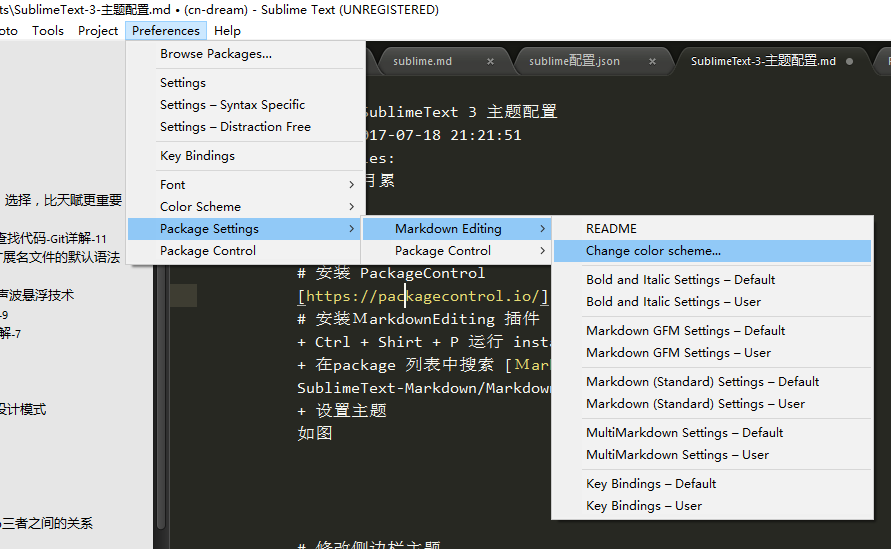 ts\SublimeText-3-主题配置.md • (cn-dream) - Sublime Text (UNREGISTERED)
oto Tools Project Preferences Help
Browse Packages...
Settings
Settings – Syntax Specific
Settings – Distraction Free
Key Bindings
Font
Color Scheme
Package Settings
Package Control
Markdown Editing
Package Control
README
Change color scheme...
Bold and Italic Settings – Default
Bold and Italic Settings – User
Markdown GFM Settings – Default
Markdown GFM Settings – User
Markdown (Standard) Settings – Default
Markdown (Standard) Settings – User
MultiMarkdown Settings – Default
MultiMarkdown Settings – User
Key Bindings – Default
Key Bindings – User
sublime.md
sublime配置.json
SublimeText-3-主题配置.md
SublimeText 3 主题配置
017-07-18 21:21:51
les:
月累
# 安装 PackageControl
[https://packagecontrol.io/]
# 安装MarkdownEditing 插件
+ Ctrl + Shirt + P 运行 insta
+ 在package 列表中搜索 [Mark
SublimeText-Markdown/Markdow
+ 设置主题
如图
# 修改侧边栏主题
选择，比天赋更重要
查找代码-Git详解-11
展名文件的默认语法
声波悬浮技术
-9
解-7
设计模式
三者之间的关系